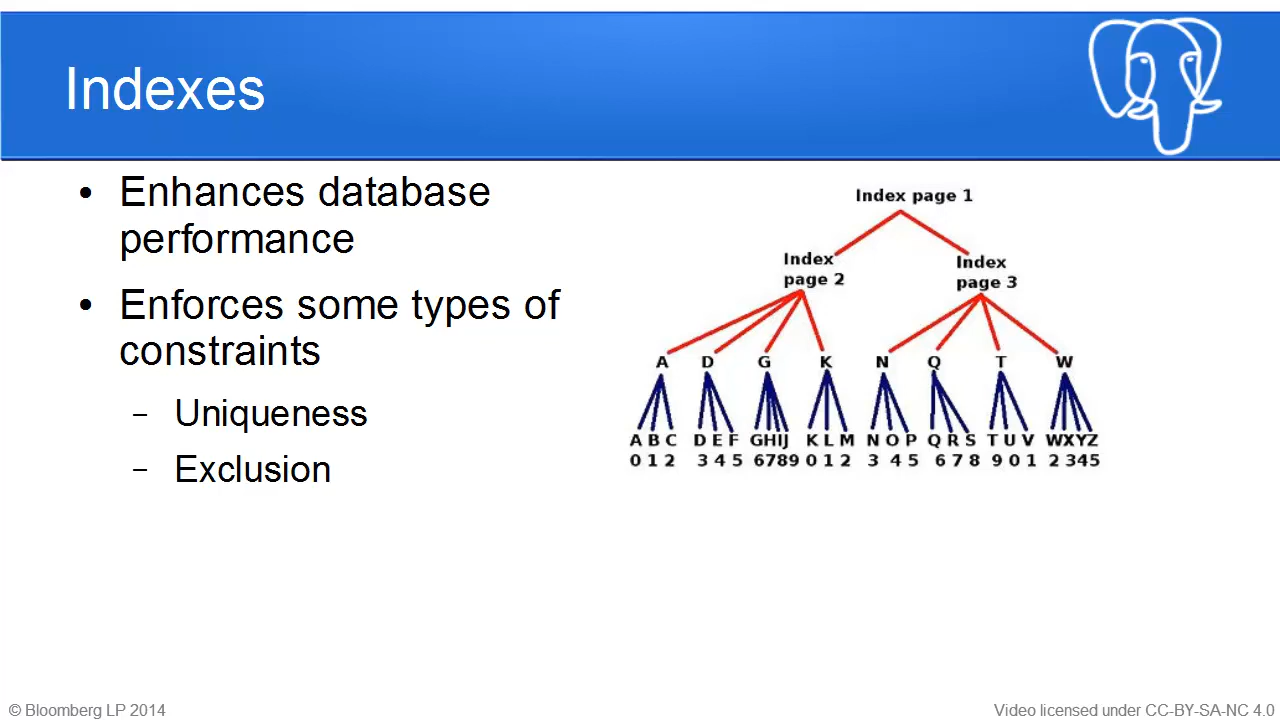 Indexes
• Enhances database
performance
• Enforces some types of
constraints
– Uniqueness
– Exclusion
Index page 1
Index
page 2
Index
page 3
A D G K N Q T W
A B C D E F G H I J K L M N O P Q R S T U V W X Y Z
0 1 2 3 4 5 6 7 8 9 0 1 2 3 4 5 6 7 8 9 0 1 2 3 4 5
© Bloomberg LP 2014
Video licensed under CC-BY-SA-NC 4.0